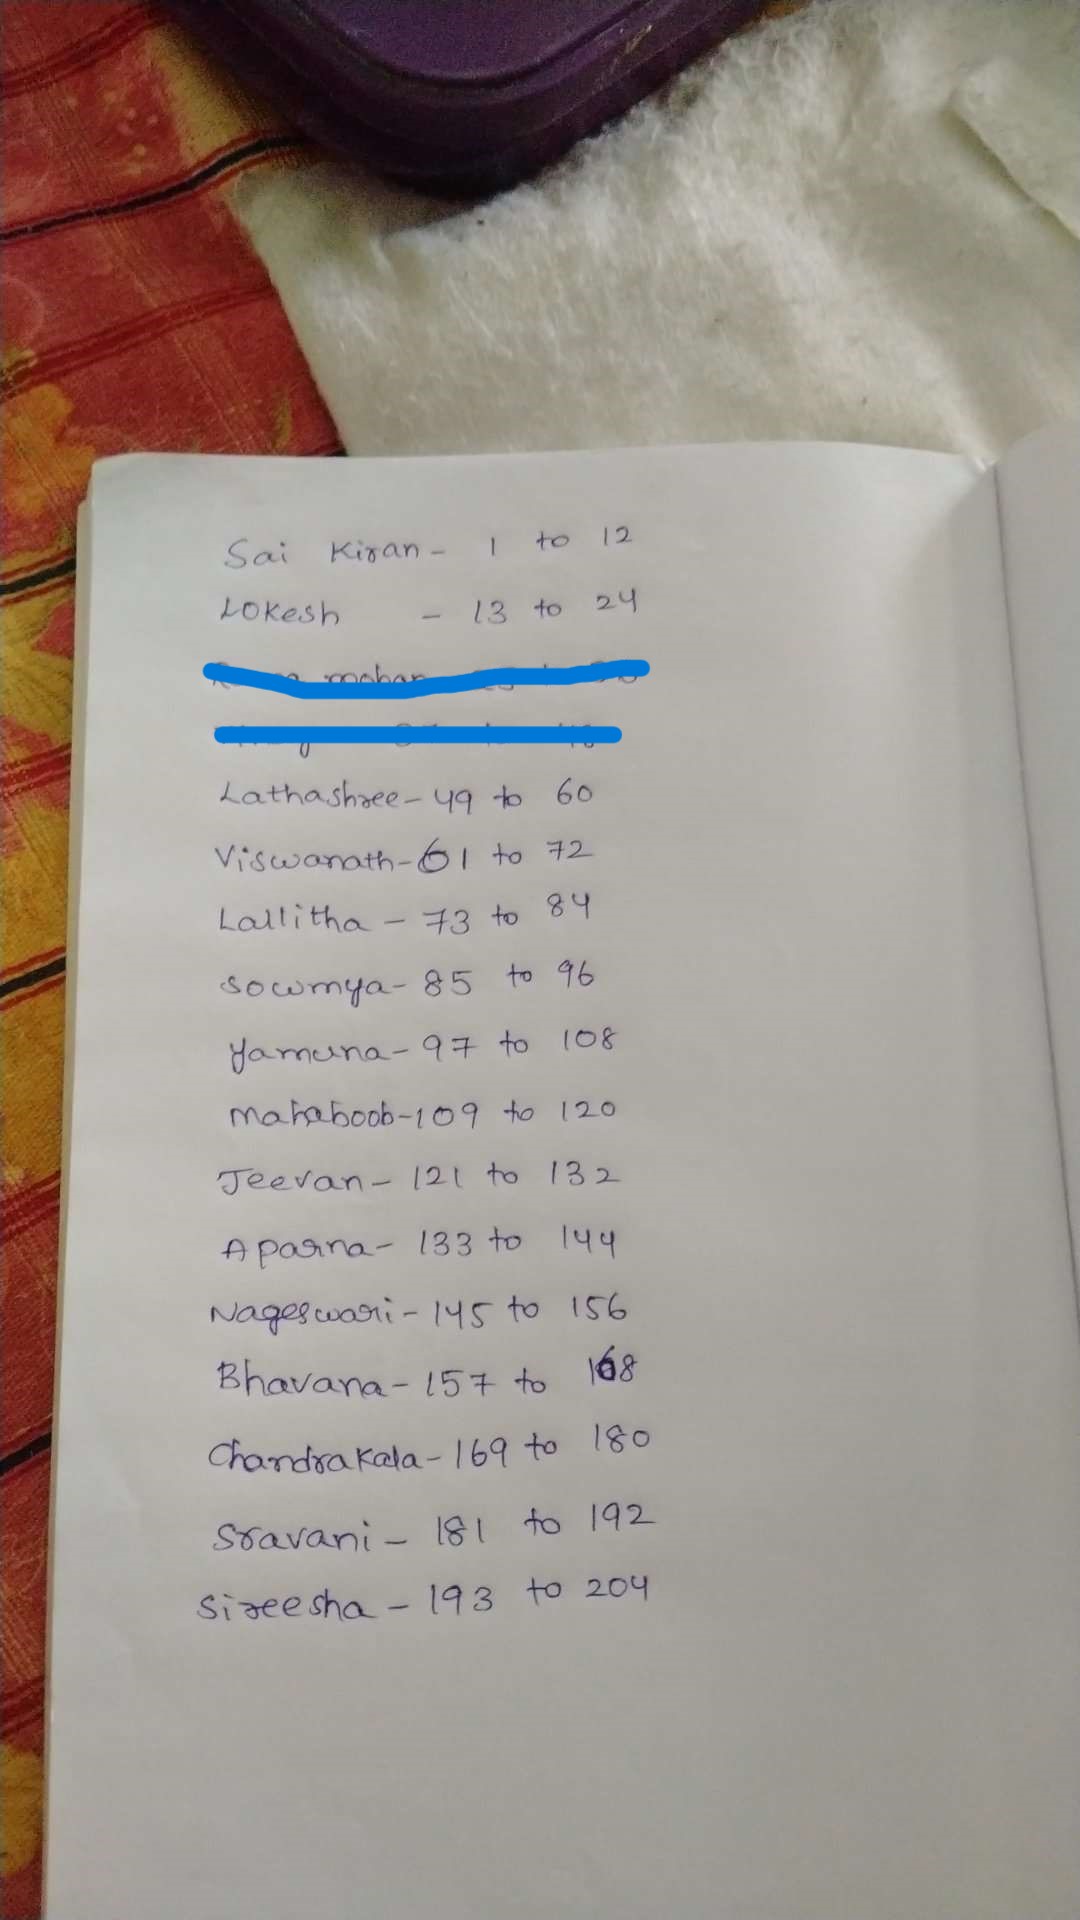 Sai Kiran - 1 to 12
Lokesh - 13 to 24
mohan
Lathashree - 49 to 60
Viswanath - 61 to 72
Lallitha - 73 to 84
Sowmya - 85 to 96
Yamuna - 97 to 108
Mahaboob - 109 to 120
Jeevan - 121 to 132
Aparna - 133 to 144
Nageswari - 145 to 156
Bhavana - 157 to 168
Chandrakala - 169 to 180
Sravani - 181 to 192
Sireesha - 193 to 204